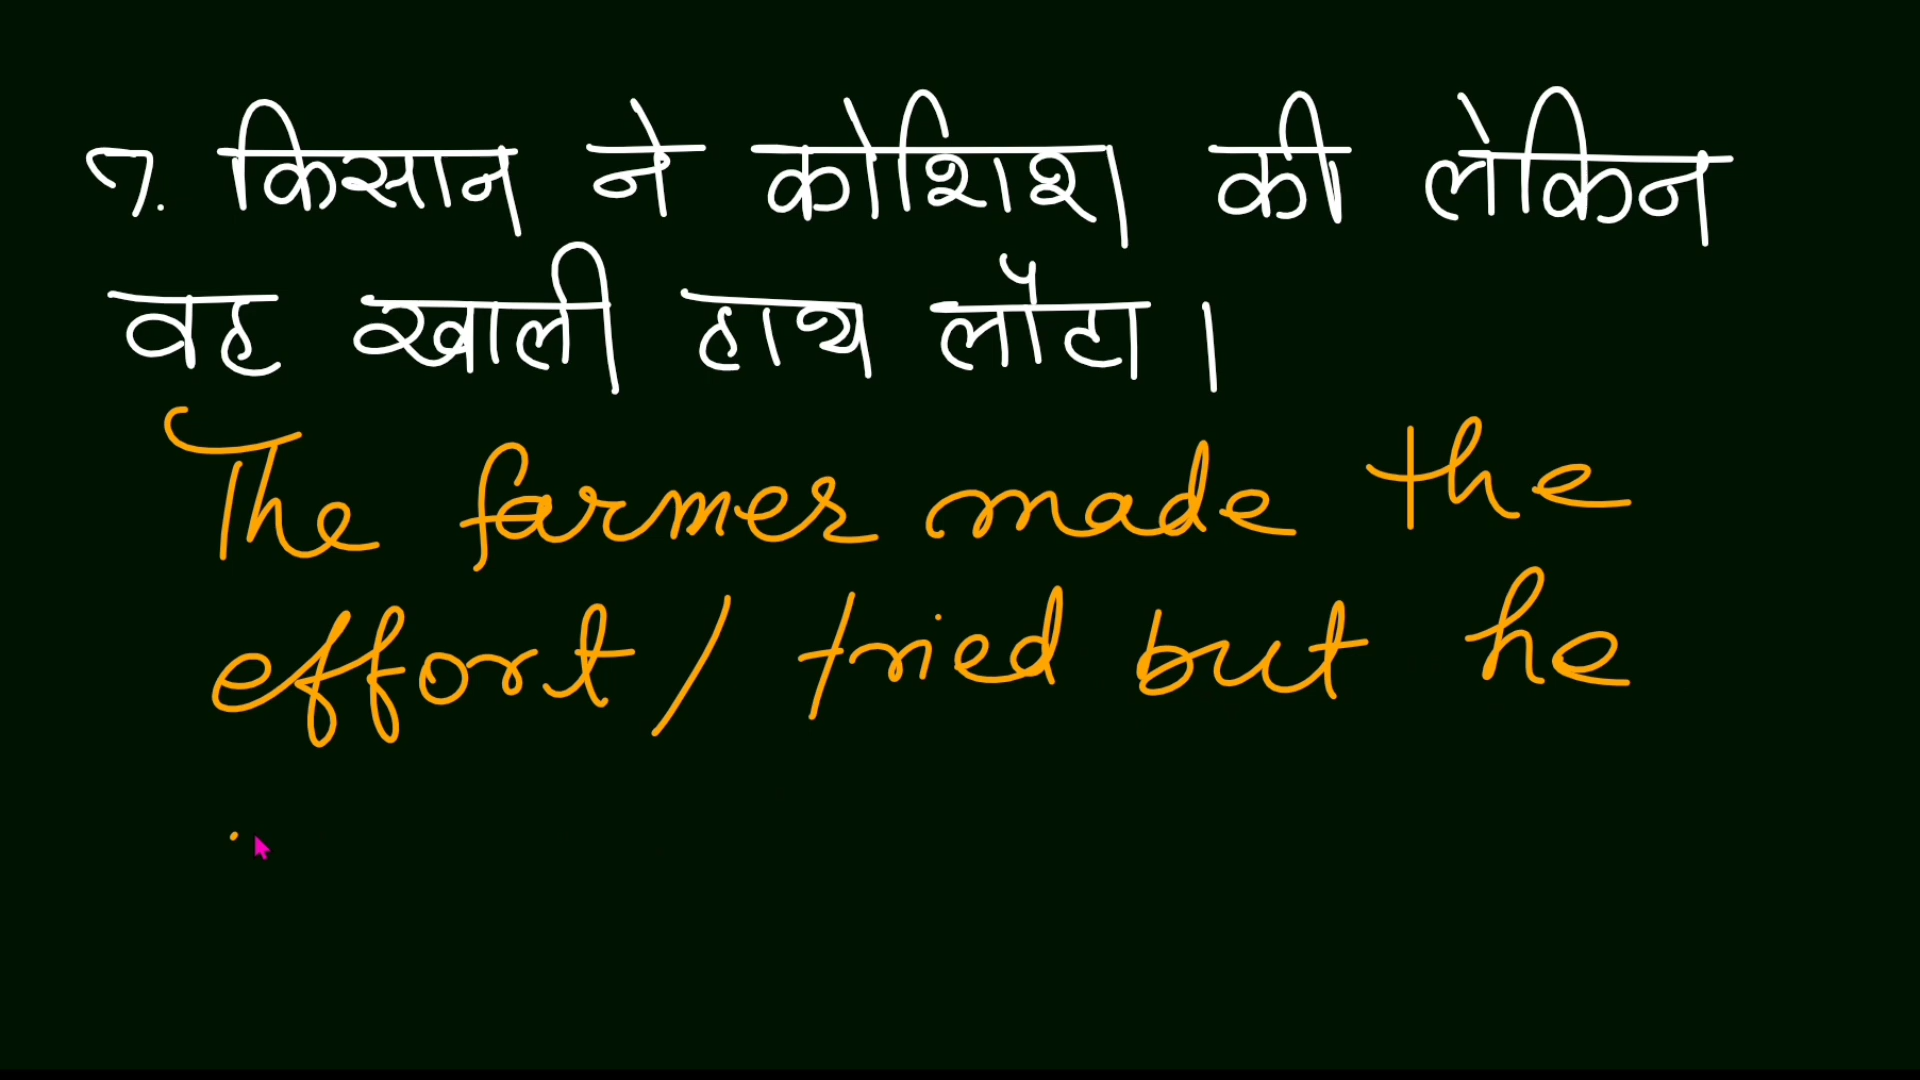 7. किसान ने कोशिश की लेकिन
वह खाली हाथ लौटा ।
The farmer made the
effort / tried but he